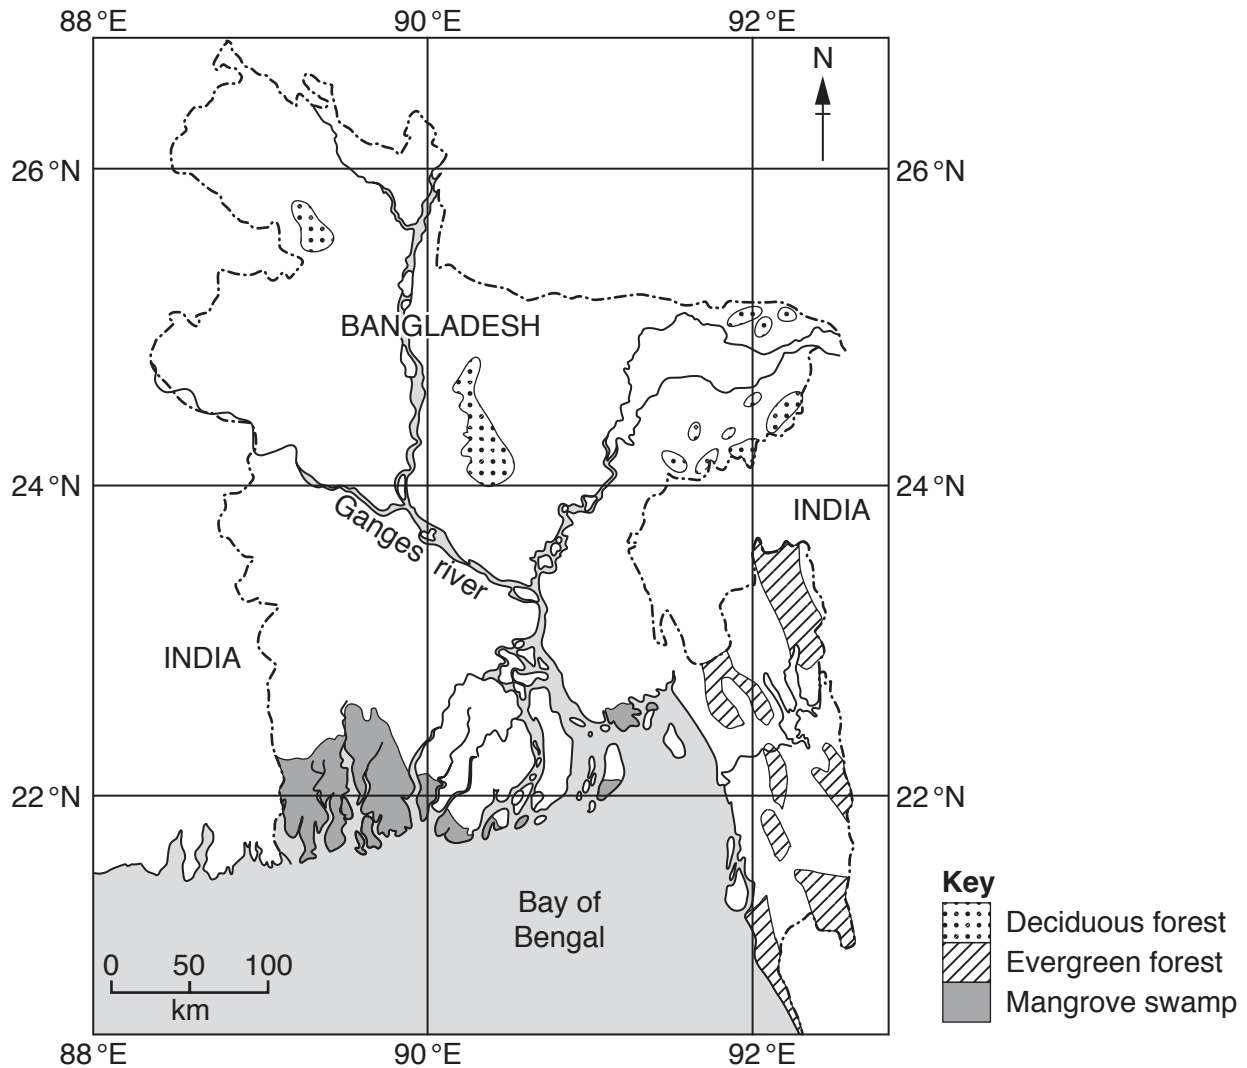 88°E 90°E 92°E
N
26°N 26°N
BANGLADESH
24°N 24°N
INDIA
Ganges river
INDIA
22°N 22°N
Bay of
Bengal
Key
Deciduous forest
Evergreen forest
Mangrove swamp
0 50 100
km
88°E 90°E 92°E